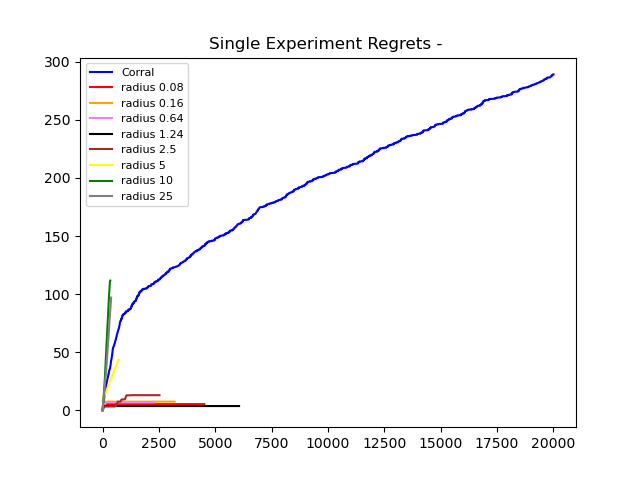 Single Experiment Regrets -
300
250
200
150
100
50
0
Corral
radius 0.08
radius 0.16
radius 0.64
radius 1.24
radius 2.5
radius 5
radius 10
radius 25
0 2500 5000 7500 10000 12500 15000 17500 20000